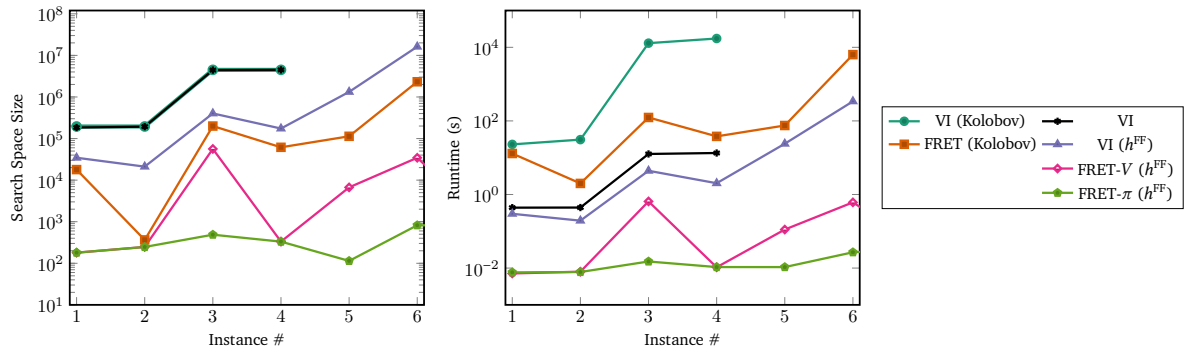 10^8
10^7
10^6
10^5
10^4
10^3
10^2
10^1
1 2 3 4 5 6
Search Space Size
Instance #
10^4
10^2
10^0
10^−2
1 2 3 4 5 6
Runtime (s)
Instance #
VI (Kolobov) VI
FRET (Kolobov) VI (h^FF)
FRET-V (h^FF)
FRET-π (h^FF)